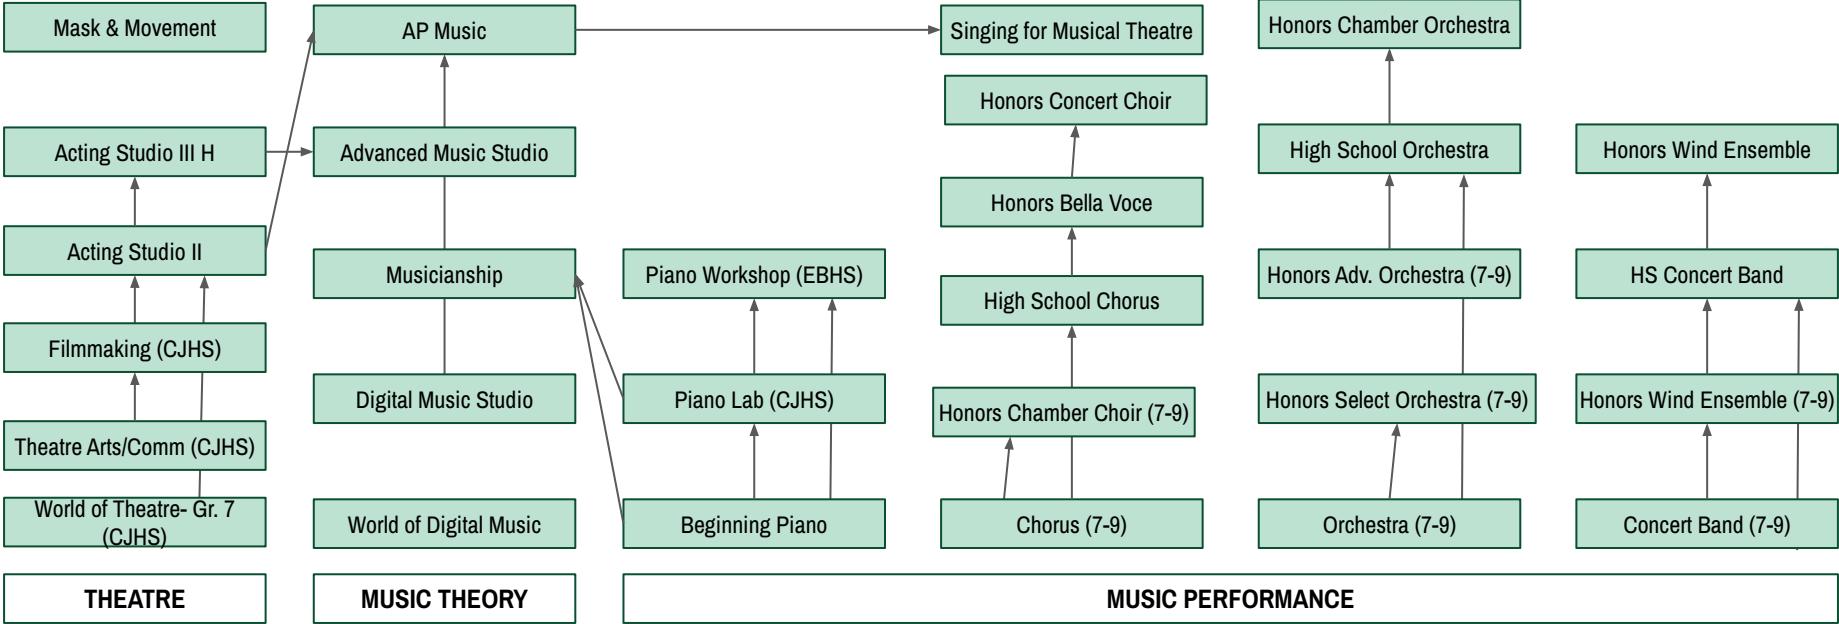 Mask & Movement
AP Music
Singing for Musical Theatre
Honors Chamber Orchestra
Honors Concert Choir
Acting Studio III H
Advanced Music Studio
High School Orchestra
Honors Wind Ensemble
Honors Bella Voce
Acting Studio II
Musicianship
Piano Workshop (EBHS)
High School Chorus
Honors Adv. Orchestra (7-9)
HS Concert Band
Filmmaking (CJHS)
Digital Music Studio
Piano Lab (CJHS)
Honors Chamber Choir (7-9)
Honors Select Orchestra (7-9)
Honors Wind Ensemble (7-9)
Theatre Arts/Comm (CJHS)
World of Theatre- Gr. 7
(CJHS)
World of Digital Music
Beginning Piano
Chorus (7-9)
Orchestra (7-9)
Concert Band (7-9)
THEATRE
MUSIC THEORY
MUSIC PERFORMANCE